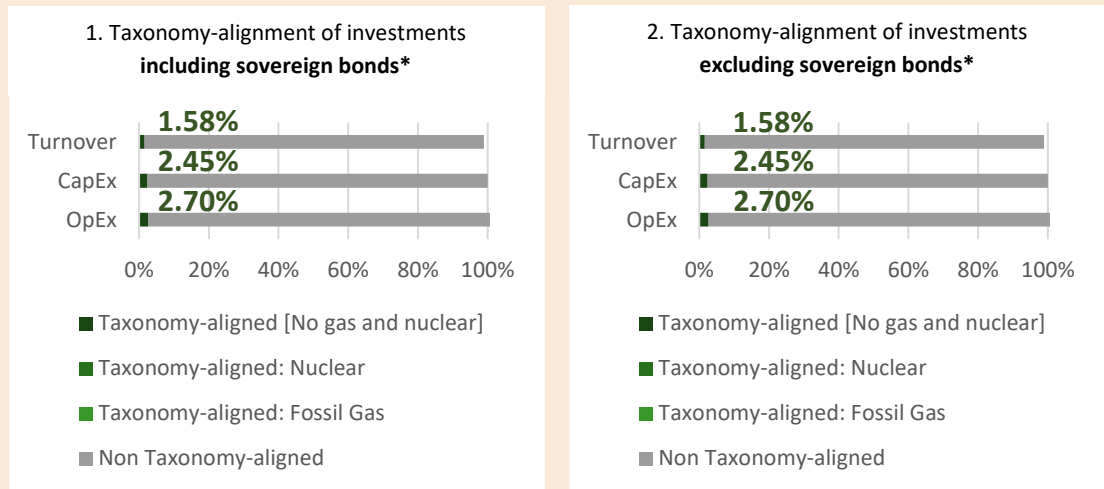 1. Taxonomy-alignment of investments
including sovereign bonds*
1.58%
Turnover
2.45%
CapEx
2.70%
OpEx
0% 20% 40% 60% 80% 100%
Taxonomy-aligned [No gas and nuclear]
Taxonomy-aligned: Nuclear
Taxonomy-aligned: Fossil Gas
Non Taxonomy-aligned
2. Taxonomy-alignment of investments
excluding sovereign bonds*
1.58%
Turnover
2.45%
CapEx
2.70%
OpEx
0% 20% 40% 60% 80% 100%
Taxonomy-aligned [No gas and nuclear]
Taxonomy-aligned: Nuclear
Taxonomy-aligned: Fossil Gas
Non Taxonomy-aligned